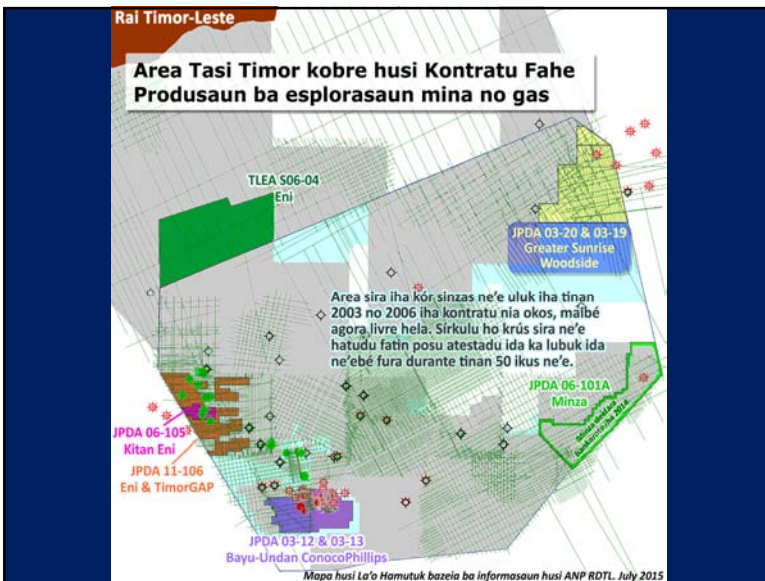 Rai Timor-Leste
Area Tasi Timor kobre husi Kontratu Fahe
Produsaun ba esplorasaun mina no gas
TLEA S06-04
Eni
JPDA 03-20 & 03-19
Greater Sunrise
Woodside
Area sira iha kór sinzas ne'e uluk iha tinan
2003 no 2006 iha kontratu nia okos, maibé
agora livre hela. Sírkulu ho krús sira ne'e
hatudu fatin posu atestadu ida ka lubuk ida
ne'ebé fura durante tinan 50 ikus ne'e.
JPDA 06-101A
Minza
Minza deklara
bankarota iha 2014
JPDA 06-105
Kitan Eni
JPDA 11-106
Eni & TimorGAP
JPDA 03-12 & 03-13
Bayu-Undan ConocoPhillips
Mapa husi La'o Hamutuk bazeia ba informasaun husi ANP RDTL. July 2015